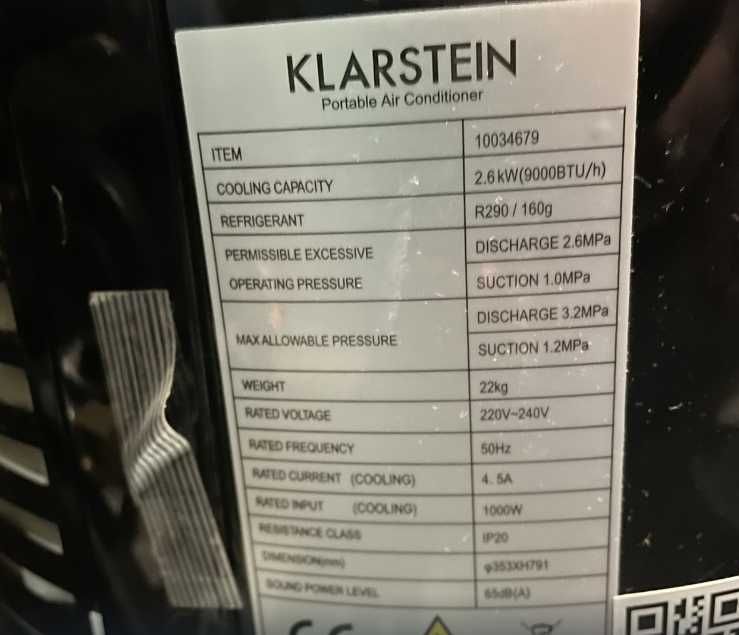 KLARSTEIN
Portable Air Conditioner
ITEM 10034679
COOLING CAPACITY 2.6kW(9000BTU/h)
REFRIGERANT R290 / 160g
PERMISSIBLE EXCESSIVE OPERATING PRESSURE DISCHARGE 2.6MPa
SUCTION 1.0MPa
MAX ALLOWABLE PRESSURE DISCHARGE 3.2MPa
SUCTION 1.2MPa
WEIGHT 22kg
RATED VOLTAGE 220V~240V
RATED FREQUENCY 50Hz
RATED CURRENT (COOLING) 4.5A
RATED INPUT (COOLING) 1000W
RESISTANCE CLASS IP20
DIMENSION(mm) φ353XH791
SOUND POWER LEVEL 65dB(A)
CE